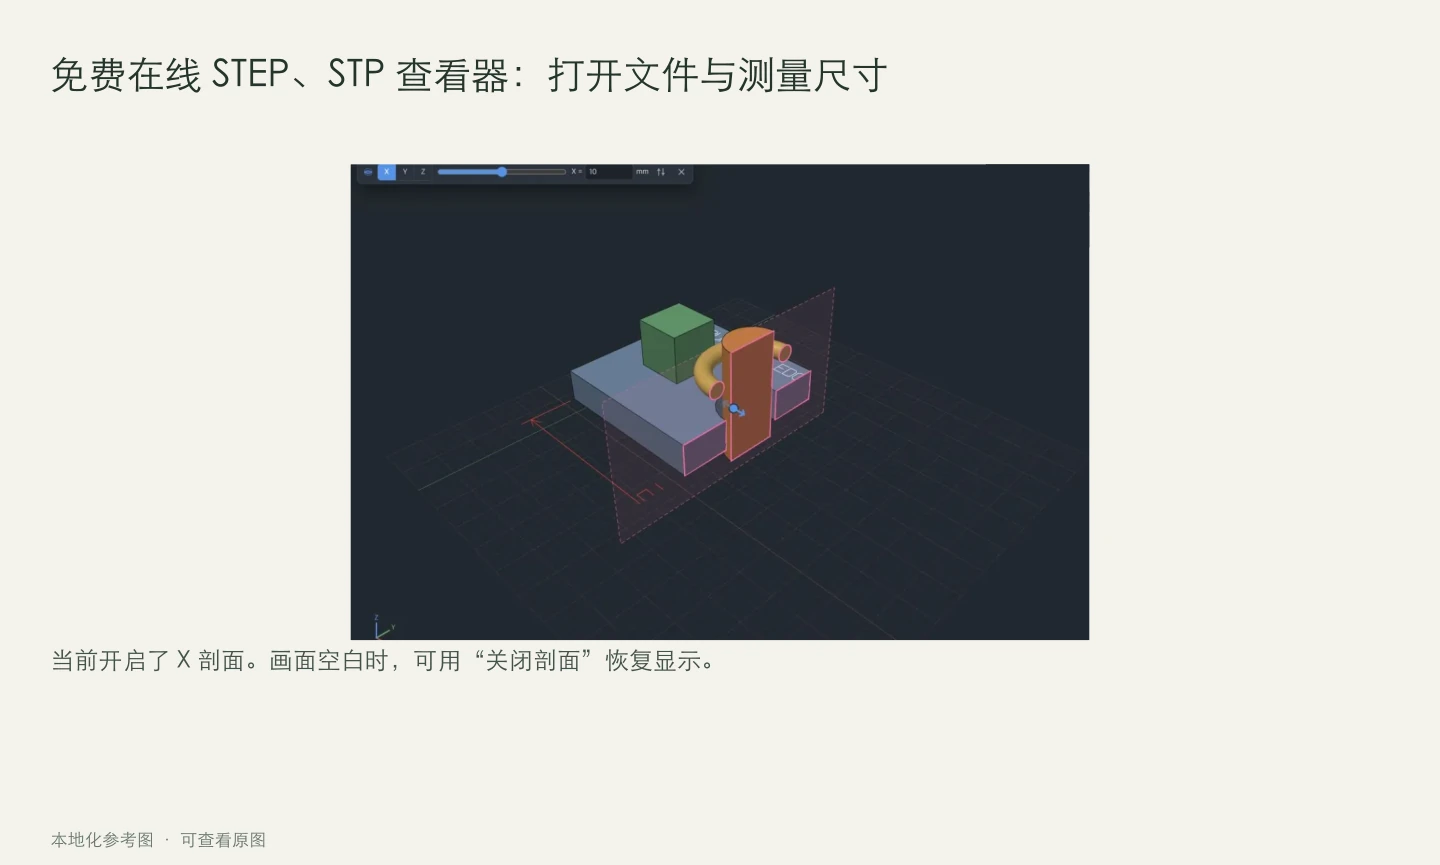 免费在线 STEP、STP 查看器：打开文件与测量尺寸
X Y Z X = 10 mm
EDG
Z
Y
当前开启了 X 剖面。画面空白时，可用“关闭剖面”恢复显示。
本地化参考图 · 可查看原图